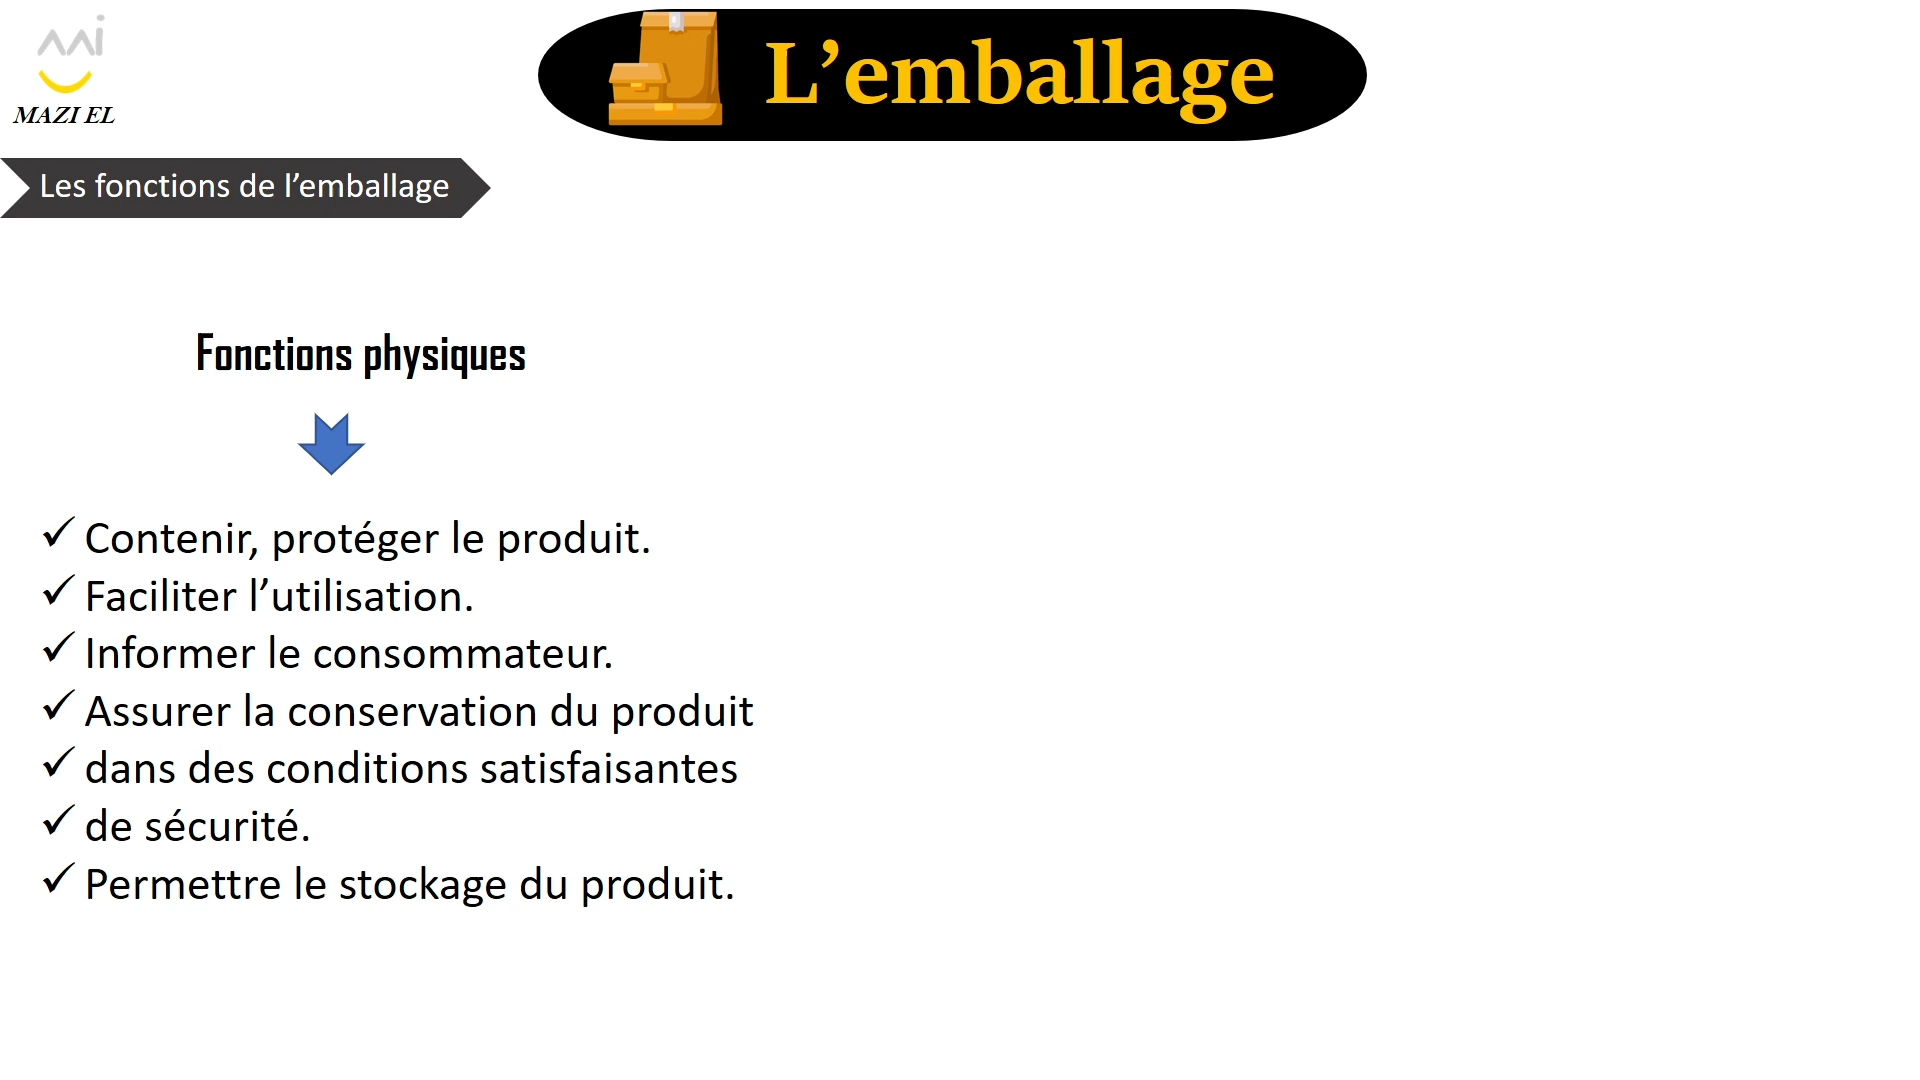 MAZI EL
L’emballage
Les fonctions de l’emballage
Fonctions physiques
✓ Contenir, protéger le produit.
✓ Faciliter l’utilisation.
✓ Informer le consommateur.
✓ Assurer la conservation du produit
✓ dans des conditions satisfaisantes
✓ de sécurité.
✓ Permettre le stockage du produit.